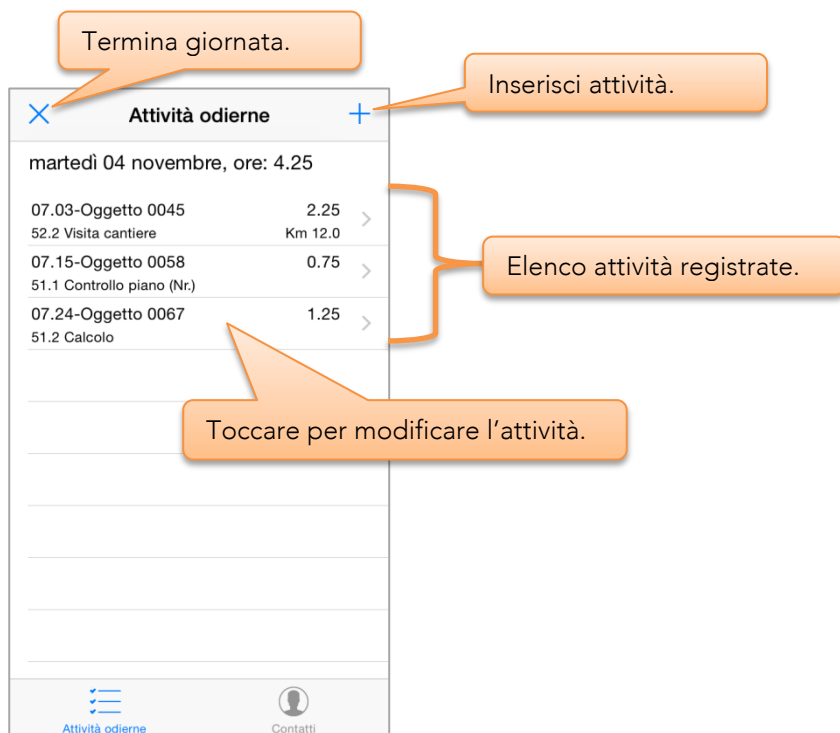 Termina giornata.
Inserisci attività.
Attività odierne
martedì 04 novembre, ore: 4.25
07.03-Oggetto 0045 2.25
52.2 Visita cantiere Km 12.0
07.15-Oggetto 0058 0.75
51.1 Controllo piano (Nr.)
Elenco attività registrate.
07.24-Oggetto 0067 1.25
51.2 Calcolo
Toccare per modificare l’attività.
Attività odierne Contatti